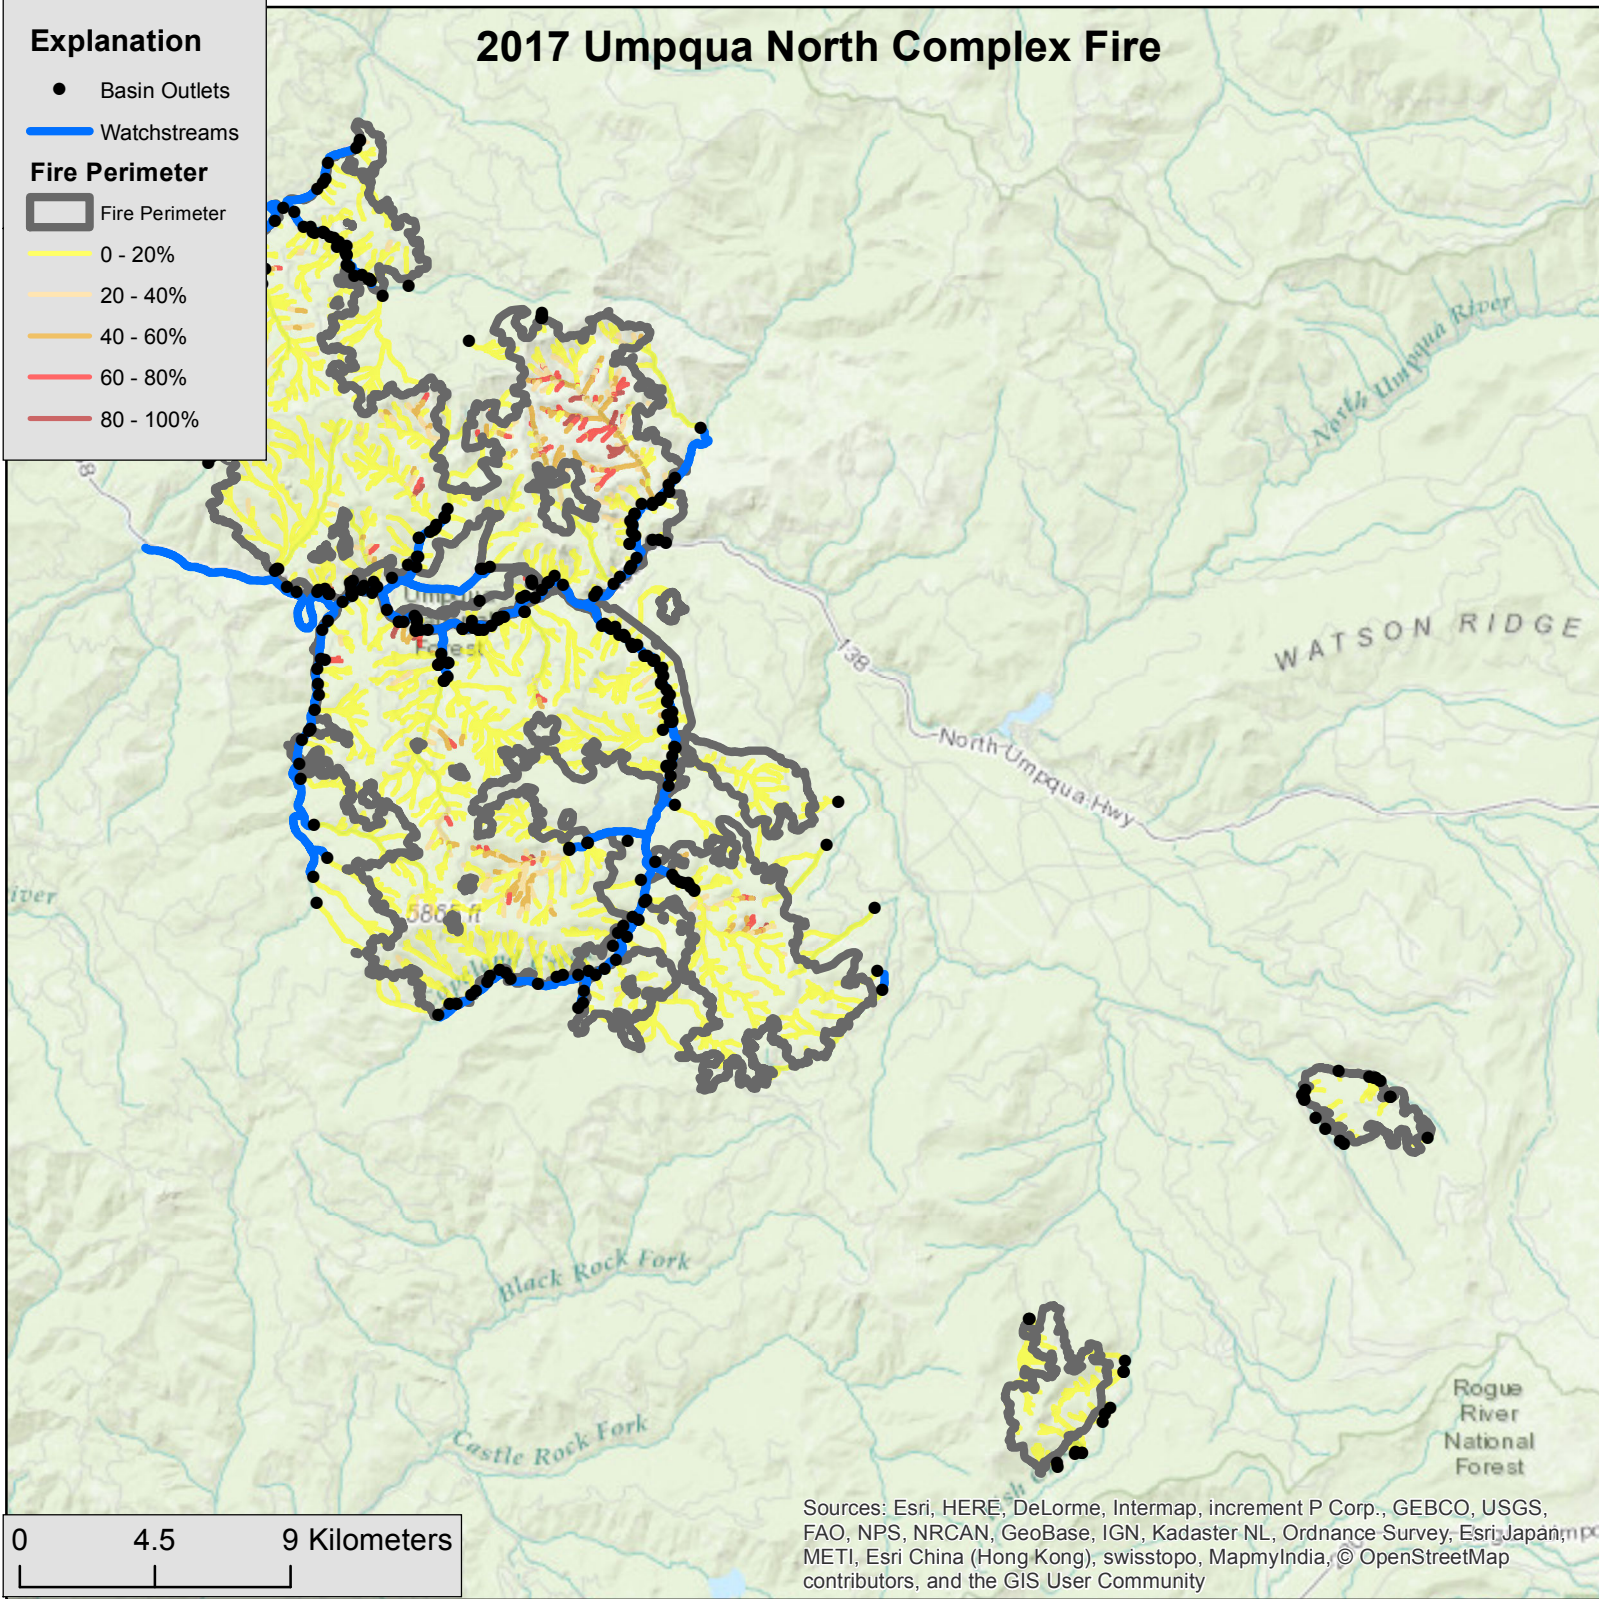 2017 Umpqua North Complex Fire
Explanation
Basin Outlets
Watchstreams
Fire Perimeter
Fire Perimeter
0 - 20%
20 - 40%
40 - 60%
60 - 80%
80 - 100%
North Umpqua River
WATSON RIDGE
138
North Umpqua Hwy
Forest
5865 ft
Black Rock Fork
Castle Rock Fork
Rogue
River
National
Forest
0 4.5 9 Kilometers
Sources: Esri, HERE, DeLorme, Intermap, increment P Corp., GEBCO, USGS,
FAO, NPS, NRCAN, GeoBase, IGN, Kadaster NL, Ordnance Survey, Esri Japan,
METI, Esri China (Hong Kong), swisstopo, MapmyIndia, © OpenStreetMap
contributors, and the GIS User Community